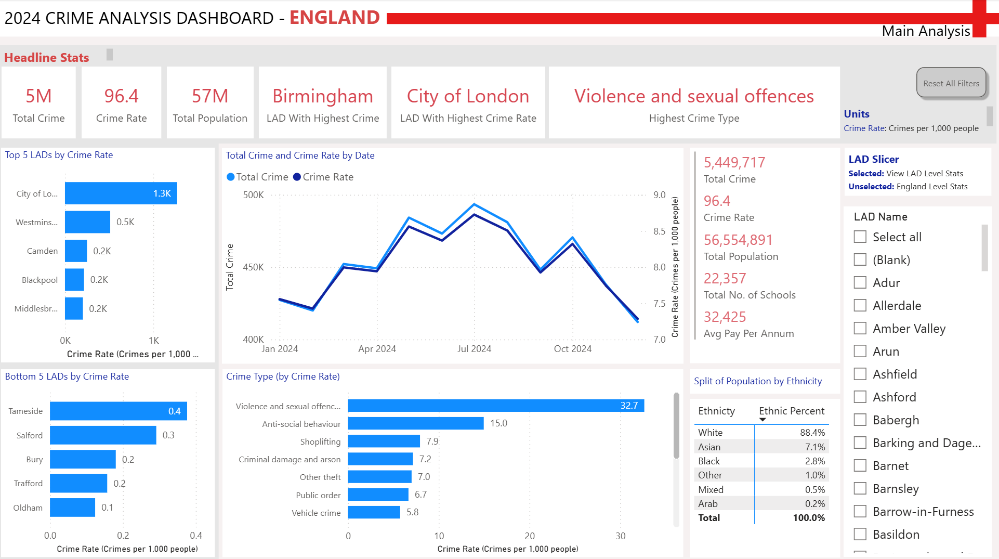 2024 CRIME ANALYSIS DASHBOARD - ENGLAND
Main Analysis
Headline Stats
5M
Total Crime
96.4
Crime Rate
57M
Total Population
Birmingham
LAD With Highest Crime
City of London
LAD With Highest Crime Rate
Violence and sexual offences
Highest Crime Type
Reset All Filters
Units
Crime Rate: Crimes per 1,000 people
Top 5 LADs by Crime Rate
City of Lo... 1.3K
Westmins... 0.5K
Camden 0.2K
Blackpool 0.2K
Middlesbr... 0.2K
0K 1K
Crime Rate (Crimes per 1,000 ...
Total Crime and Crime Rate by Date
Total Crime Crime Rate
500K
450K
400K
Total Crime
9.0
8.5
8.0
7.5
7.0
Crime Rate (Crimes per 1,000 people)
Jan 2024 Apr 2024 Jul 2024 Oct 2024
5,449,717
Total Crime
96.4
Crime Rate
56,554,891
Total Population
22,357
Total No. of Schools
32,425
Avg Pay Per Annum
LAD Slicer
Selected: View LAD Level Stats
Unselected: England Level Stats
LAD Name
Select all
(Blank)
Adur
Allerdale
Amber Valley
Arun
Ashfield
Ashford
Babergh
Barking and Dage...
Barnet
Barnsley
Barrow-in-Furness
Basildon
Bottom 5 LADs by Crime Rate
Tameside 0.4
Salford 0.3
Bury 0.2
Trafford 0.2
Oldham 0.1
0.0 0.2 0.4
Crime Rate (Crimes per 1,000 people)
Crime Type (by Crime Rate)
Violence and sexual offenc... 32.7
Anti-social behaviour 15.0
Shoplifting 7.9
Criminal damage and arson 7.2
Other theft 7.0
Public order 6.7
Vehicle crime 5.8
0 10 20 30
Crime Rate (Crimes per 1,000 people)
Split of Population by Ethnicity
Ethnicty Ethnic Percent
White 88.4%
Asian 7.1%
Black 2.8%
Other 1.0%
Mixed 0.5%
Arab 0.2%
Total 100.0%